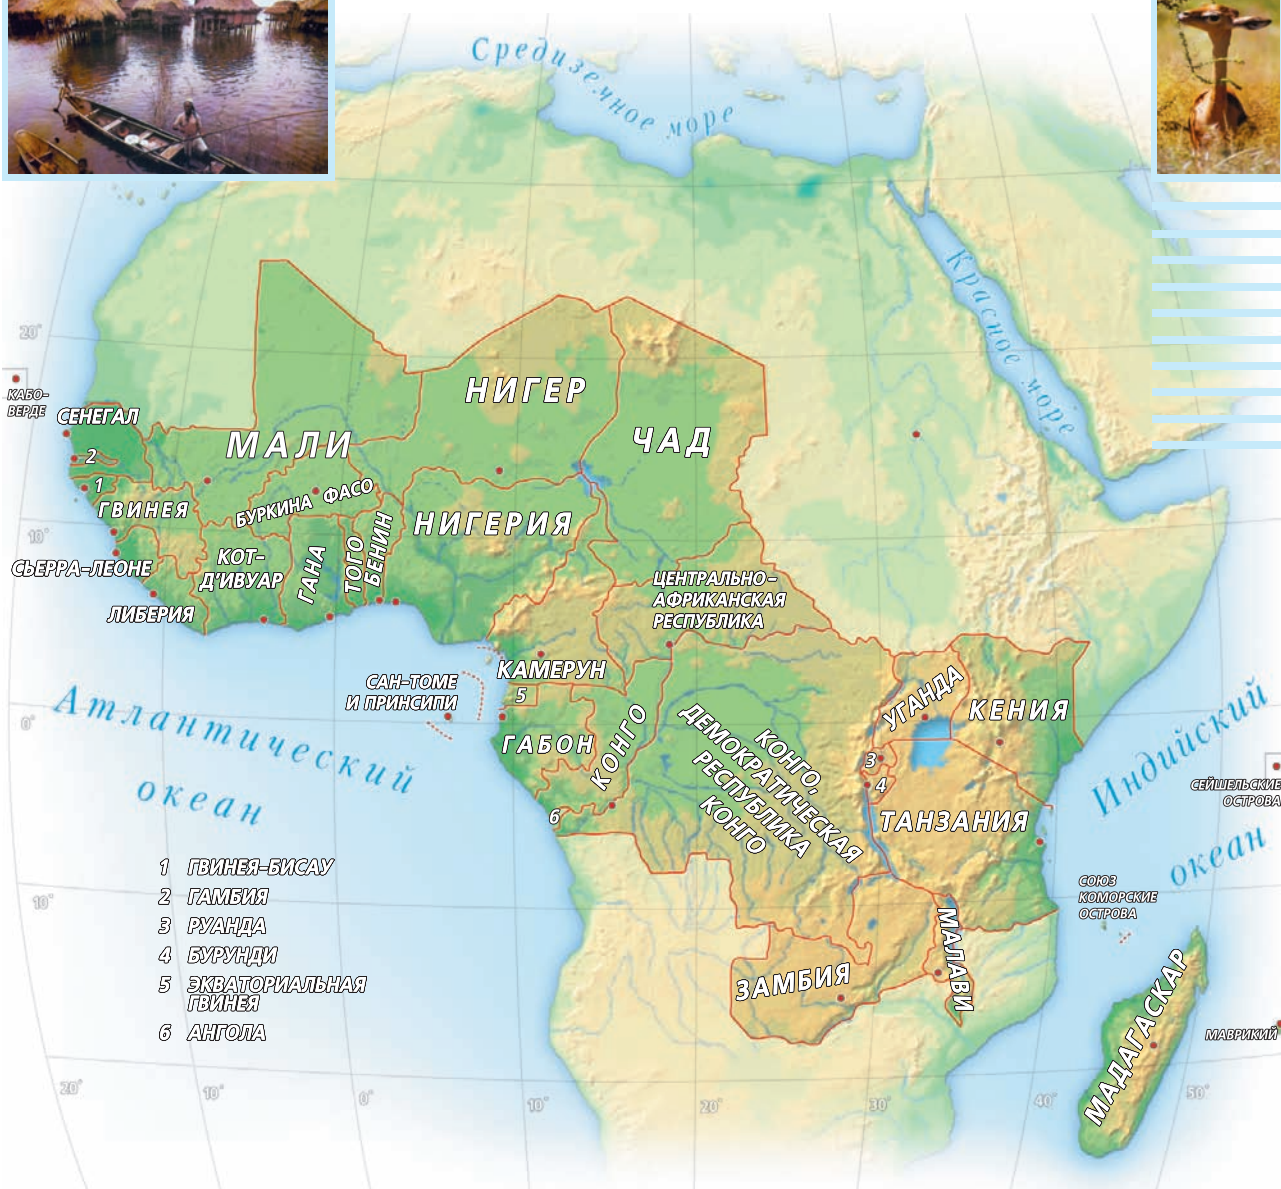 Средиземное море
Красное море
20°
КАБО-
ВЕРДЕ
СЕНЕГАЛ
2
1
МАЛИ
НИГЕР
ЧАД
ГВИНЕЯ
БУРКИНА ФАСО
НИГЕРИЯ
10°
СЬЕРРА-ЛЕОНЕ
КОТ-
Д'ИВУАР
ГАНА
ТОГО
БЕНИН
ЛИБЕРИЯ
ЦЕНТРАЛЬНО-
АФРИКАНСКАЯ
РЕСПУБЛИКА
КАМЕРУН
САН-ТОМЕ
И ПРИНСИПИ
5
УГАНДА
КЕНИЯ
0°
Атлантический
океан
ГАБОН
КОНГО
КОНГО,
ДЕМОКРАТИЧЕСКАЯ
РЕСПУБЛИКА
КОНГО
3
4
6
ТАНЗАНИЯ
Индийский
океан
СЕЙШЕЛЬСКИЕ
ОСТРОВА
СОЮЗ
КОМОРСКИЕ
ОСТРОВА
10°
1 ГВИНЕЯ-БИСАУ
2 ГАМБИЯ
3 РУАНДА
4 БУРУНДИ
5 ЭКВАТОРИАЛЬНАЯ
ГВИНЕЯ
6 АНГОЛА
ЗАМБИЯ
МАЛАВИ
МАДАГАСКАР
МАВРИКИЙ
20°
10°
0°
10°
20°
30°
40°
50°